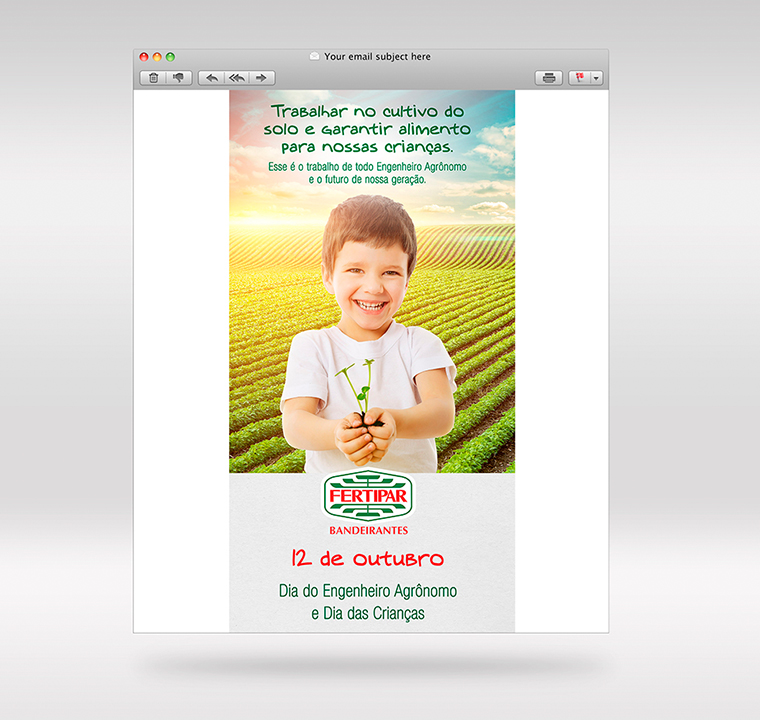 Your email subject here
Trabalhar no cultivo do
solo e garantir alimento
para nossas crianças.
Esse é o trabalho de todo Engenheiro Agrônomo
e o futuro de nossa geração.
FERTIPAR
BANDEIRANTES
12 de outubro
Dia do Engenheiro Agrônomo
e Dia das Crianças